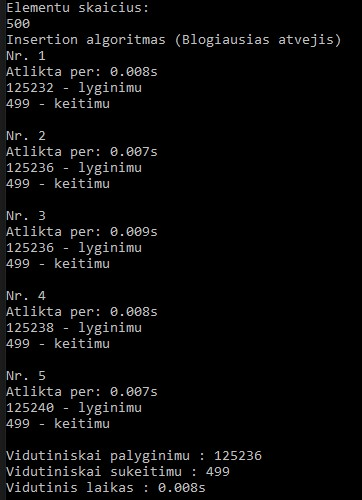 Elementu skaicius:
500
Insertion algoritmas (Blogiausias atvejis)
Nr. 1
Atlikta per: 0.008s
125232 - lyginimu
499 - keitimu

Nr. 2
Atlikta per: 0.007s
125236 - lyginimu
499 - keitimu

Nr. 3
Atlikta per: 0.009s
125236 - lyginimu
499 - keitimu

Nr. 4
Atlikta per: 0.008s
125238 - lyginimu
499 - keitimu

Nr. 5
Atlikta per: 0.007s
125240 - lyginimu
499 - keitimu

Vidutiniskai palyginimu : 125236
Vidutiniskai sukeitimu : 499
Vidutinis laikas : 0.008s